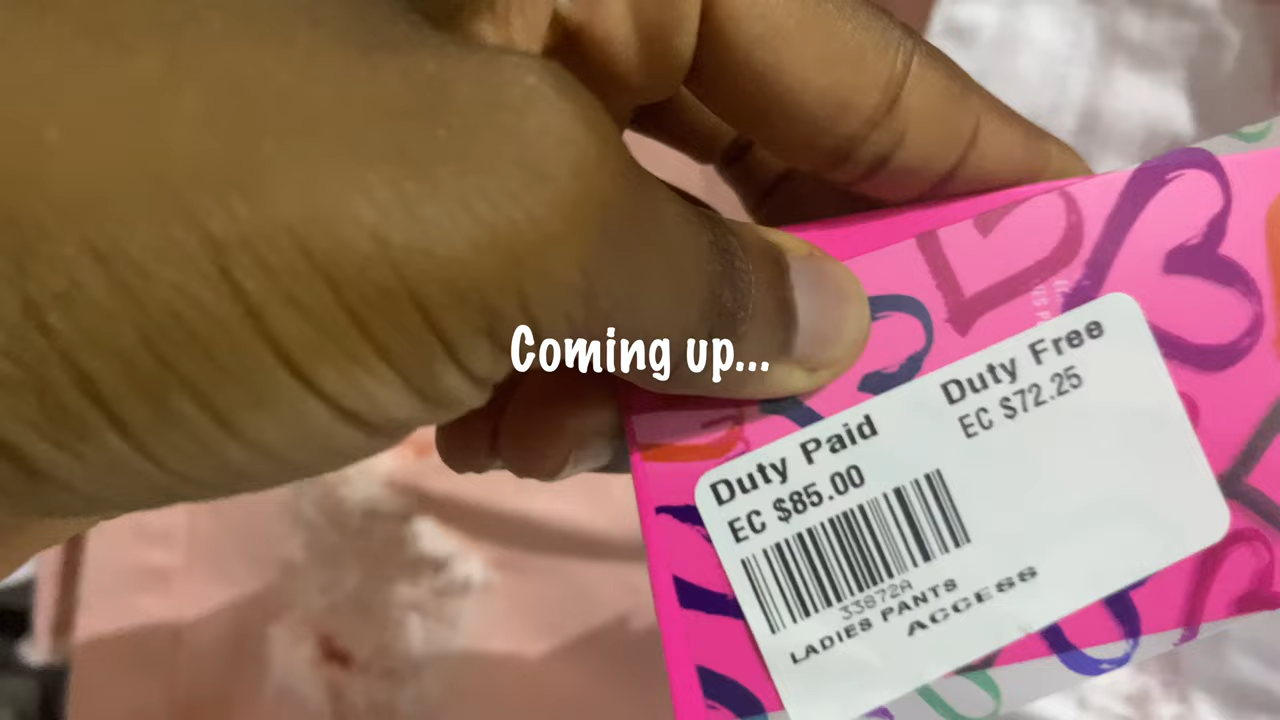 Coming up...
Duty Paid
EC $85.00
Duty Free
EC $72.25
33872A
LADIES PANTS
ACCESS